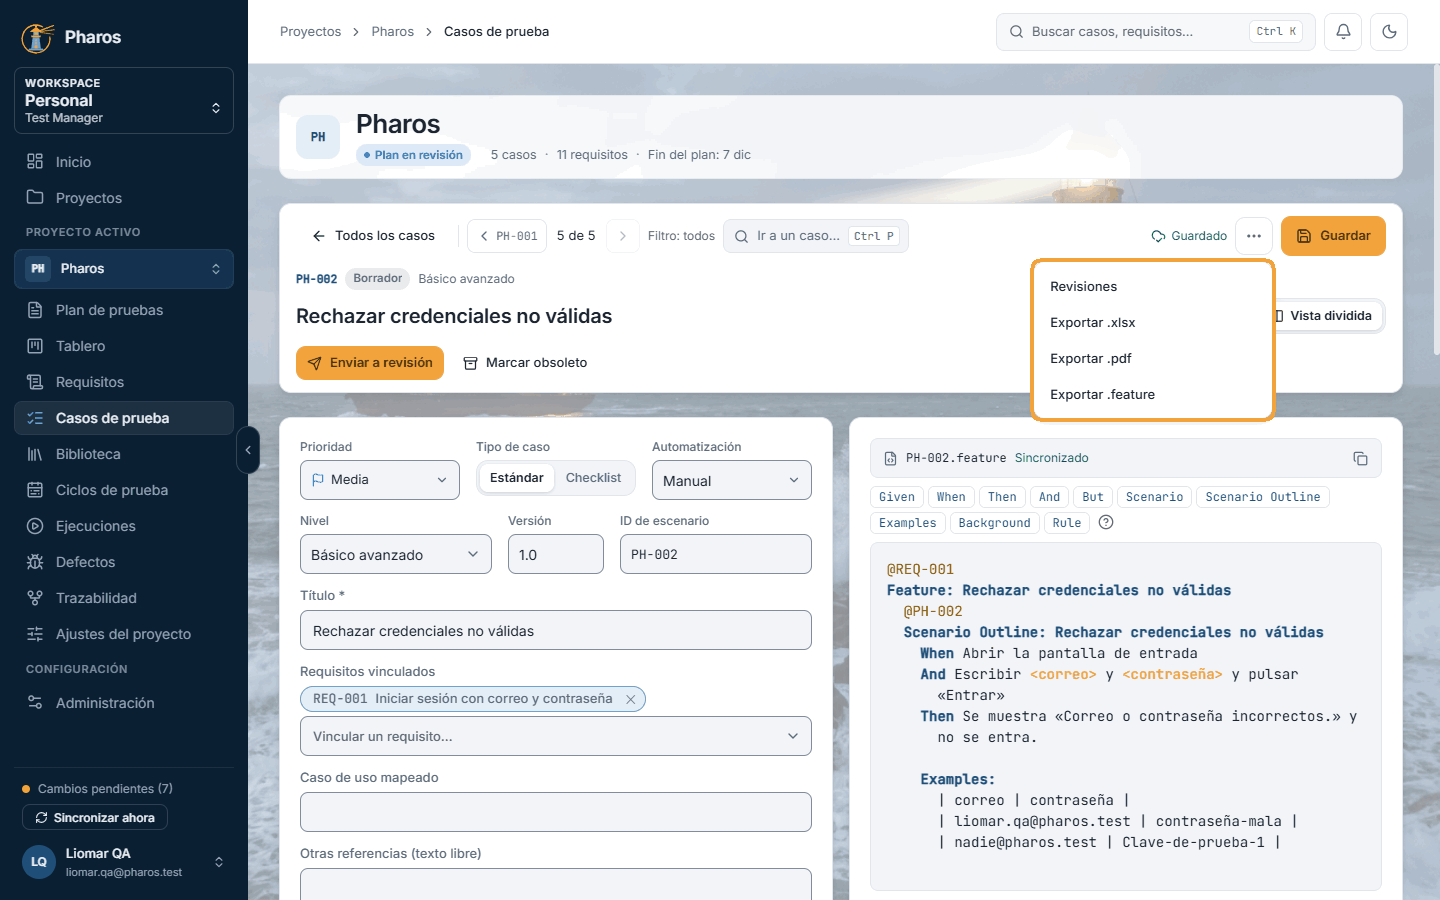 Pharos
WORKSPACE
Personal
Test Manager
Inicio
Proyectos
PROYECTO ACTIVO
PH Pharos
Plan de pruebas
Tablero
Requisitos
Casos de prueba
Biblioteca
Ciclos de prueba
Ejecuciones
Defectos
Trazabilidad
Ajustes del proyecto
CONFIGURACIÓN
Administración
Cambios pendientes (7)
Sincronizar ahora
LQ Liomar QA
liomar.qa@pharos.test
Proyectos > Pharos > Casos de prueba
Buscar casos, requisitos... Ctrl K
PH Pharos
Plan en revisión 5 casos · 11 requisitos · Fin del plan: 7 dic
Todos los casos PH-001 5 de 5 Filtro: todos Ir a un caso... Ctrl P Guardado Guardar
PH-002 Borrador Básico avanzado
Rechazar credenciales no válidas
Enviar a revisión Marcar obsoleto
Revisiones
Exportar .xlsx
Exportar .pdf
Exportar .feature
Vista dividida
Prioridad Tipo de caso Automatización
Media Estándar Checklist Manual
Nivel Versión ID de escenario
Básico avanzado 1.0 PH-002
Título *
Rechazar credenciales no válidas
Requisitos vinculados
REQ-001 Iniciar sesión con correo y contraseña
Vincular un requisito...
Caso de uso mapeado
Otras referencias (texto libre)
PH-002.feature Sincronizado
Given When Then And But Scenario Scenario Outline
Examples Background Rule
@REQ-001
Feature: Rechazar credenciales no válidas
@PH-002
Scenario Outline: Rechazar credenciales no válidas
When Abrir la pantalla de entrada
And Escribir <correo> y <contraseña> y pulsar
«Entrar»
Then Se muestra «Correo o contraseña incorrectos.» y
no se entra.
Examples:
| correo | contraseña |
| liomar.qa@pharos.test | contraseña-mala |
| nadie@pharos.test | Clave-de-prueba-1 |